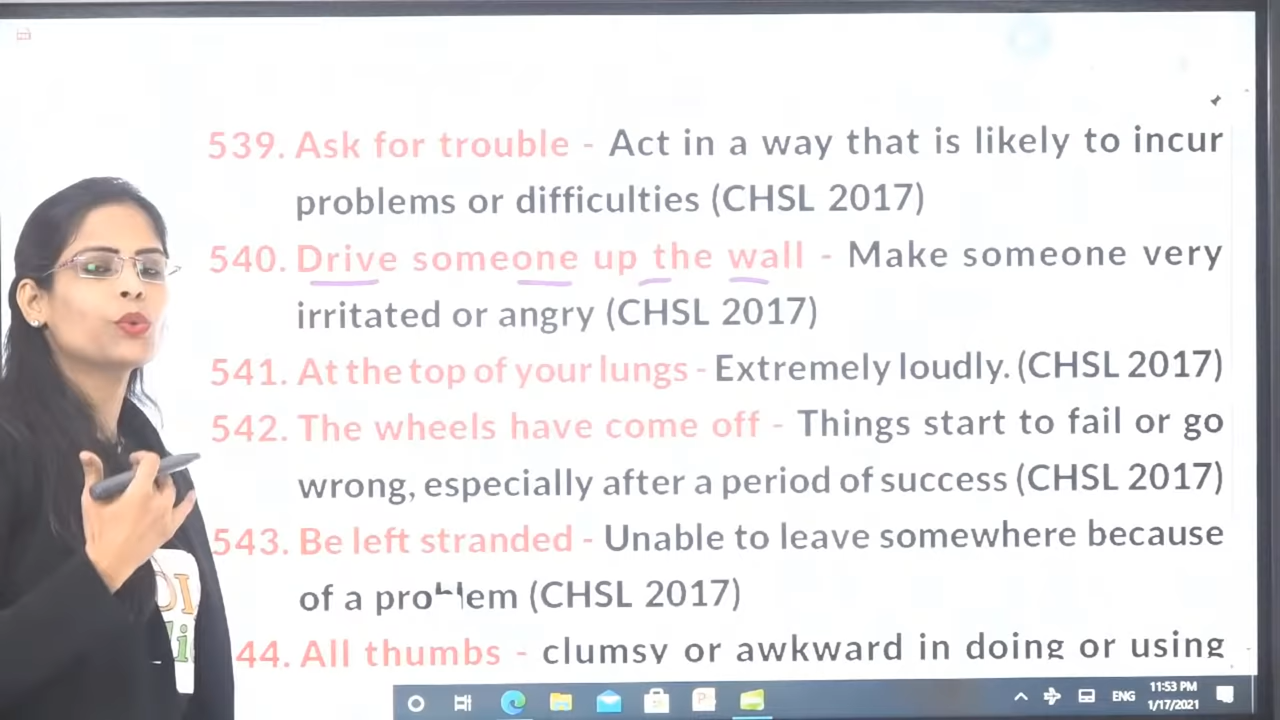 539. Ask for trouble - Act in a way that is likely to incur
problems or difficulties (CHSL 2017)
540. Drive someone up the wall - Make someone very
irritated or angry (CHSL 2017)
541. At the top of your lungs - Extremely loudly. (CHSL 2017)
542. The wheels have come off - Things start to fail or go
wrong, especially after a period of success (CHSL 2017)
543. Be left stranded - Unable to leave somewhere because
of a problem (CHSL 2017)
44. All thumbs - clumsy or awkward in doing or using
ENG
11:53 PM
1/17/2021